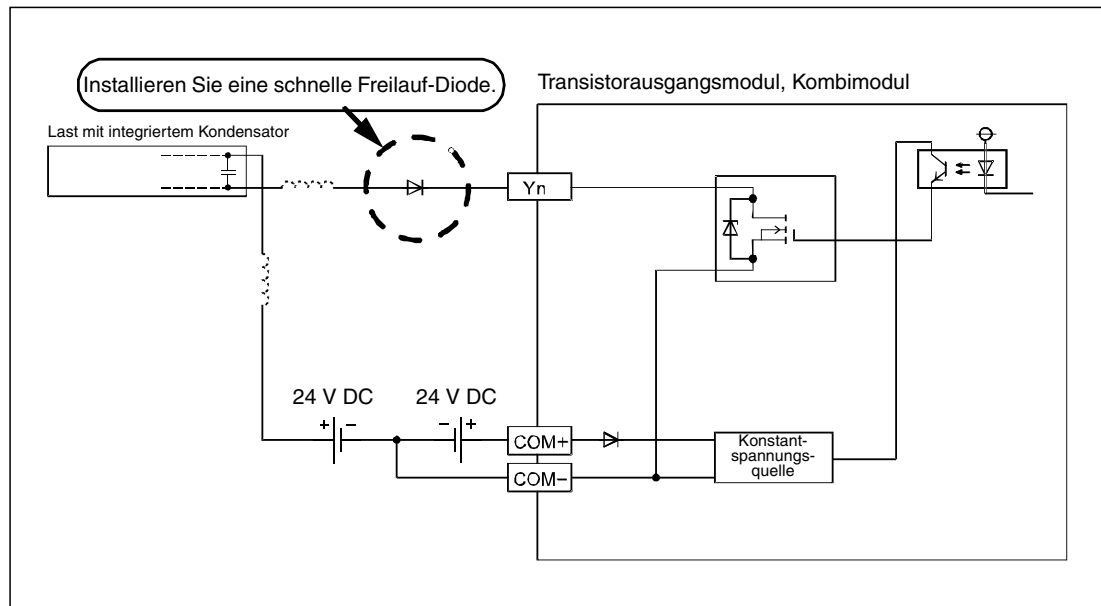 Installieren Sie eine schnelle Freilauf-Diode.
Transistorausgangsmodul, Kombimodul
Last mit integriertem Kondensator
Yn
24 V DC
24 V DC
+ −
− +
COM+
COM−
Konstant-
spannungs-
quelle